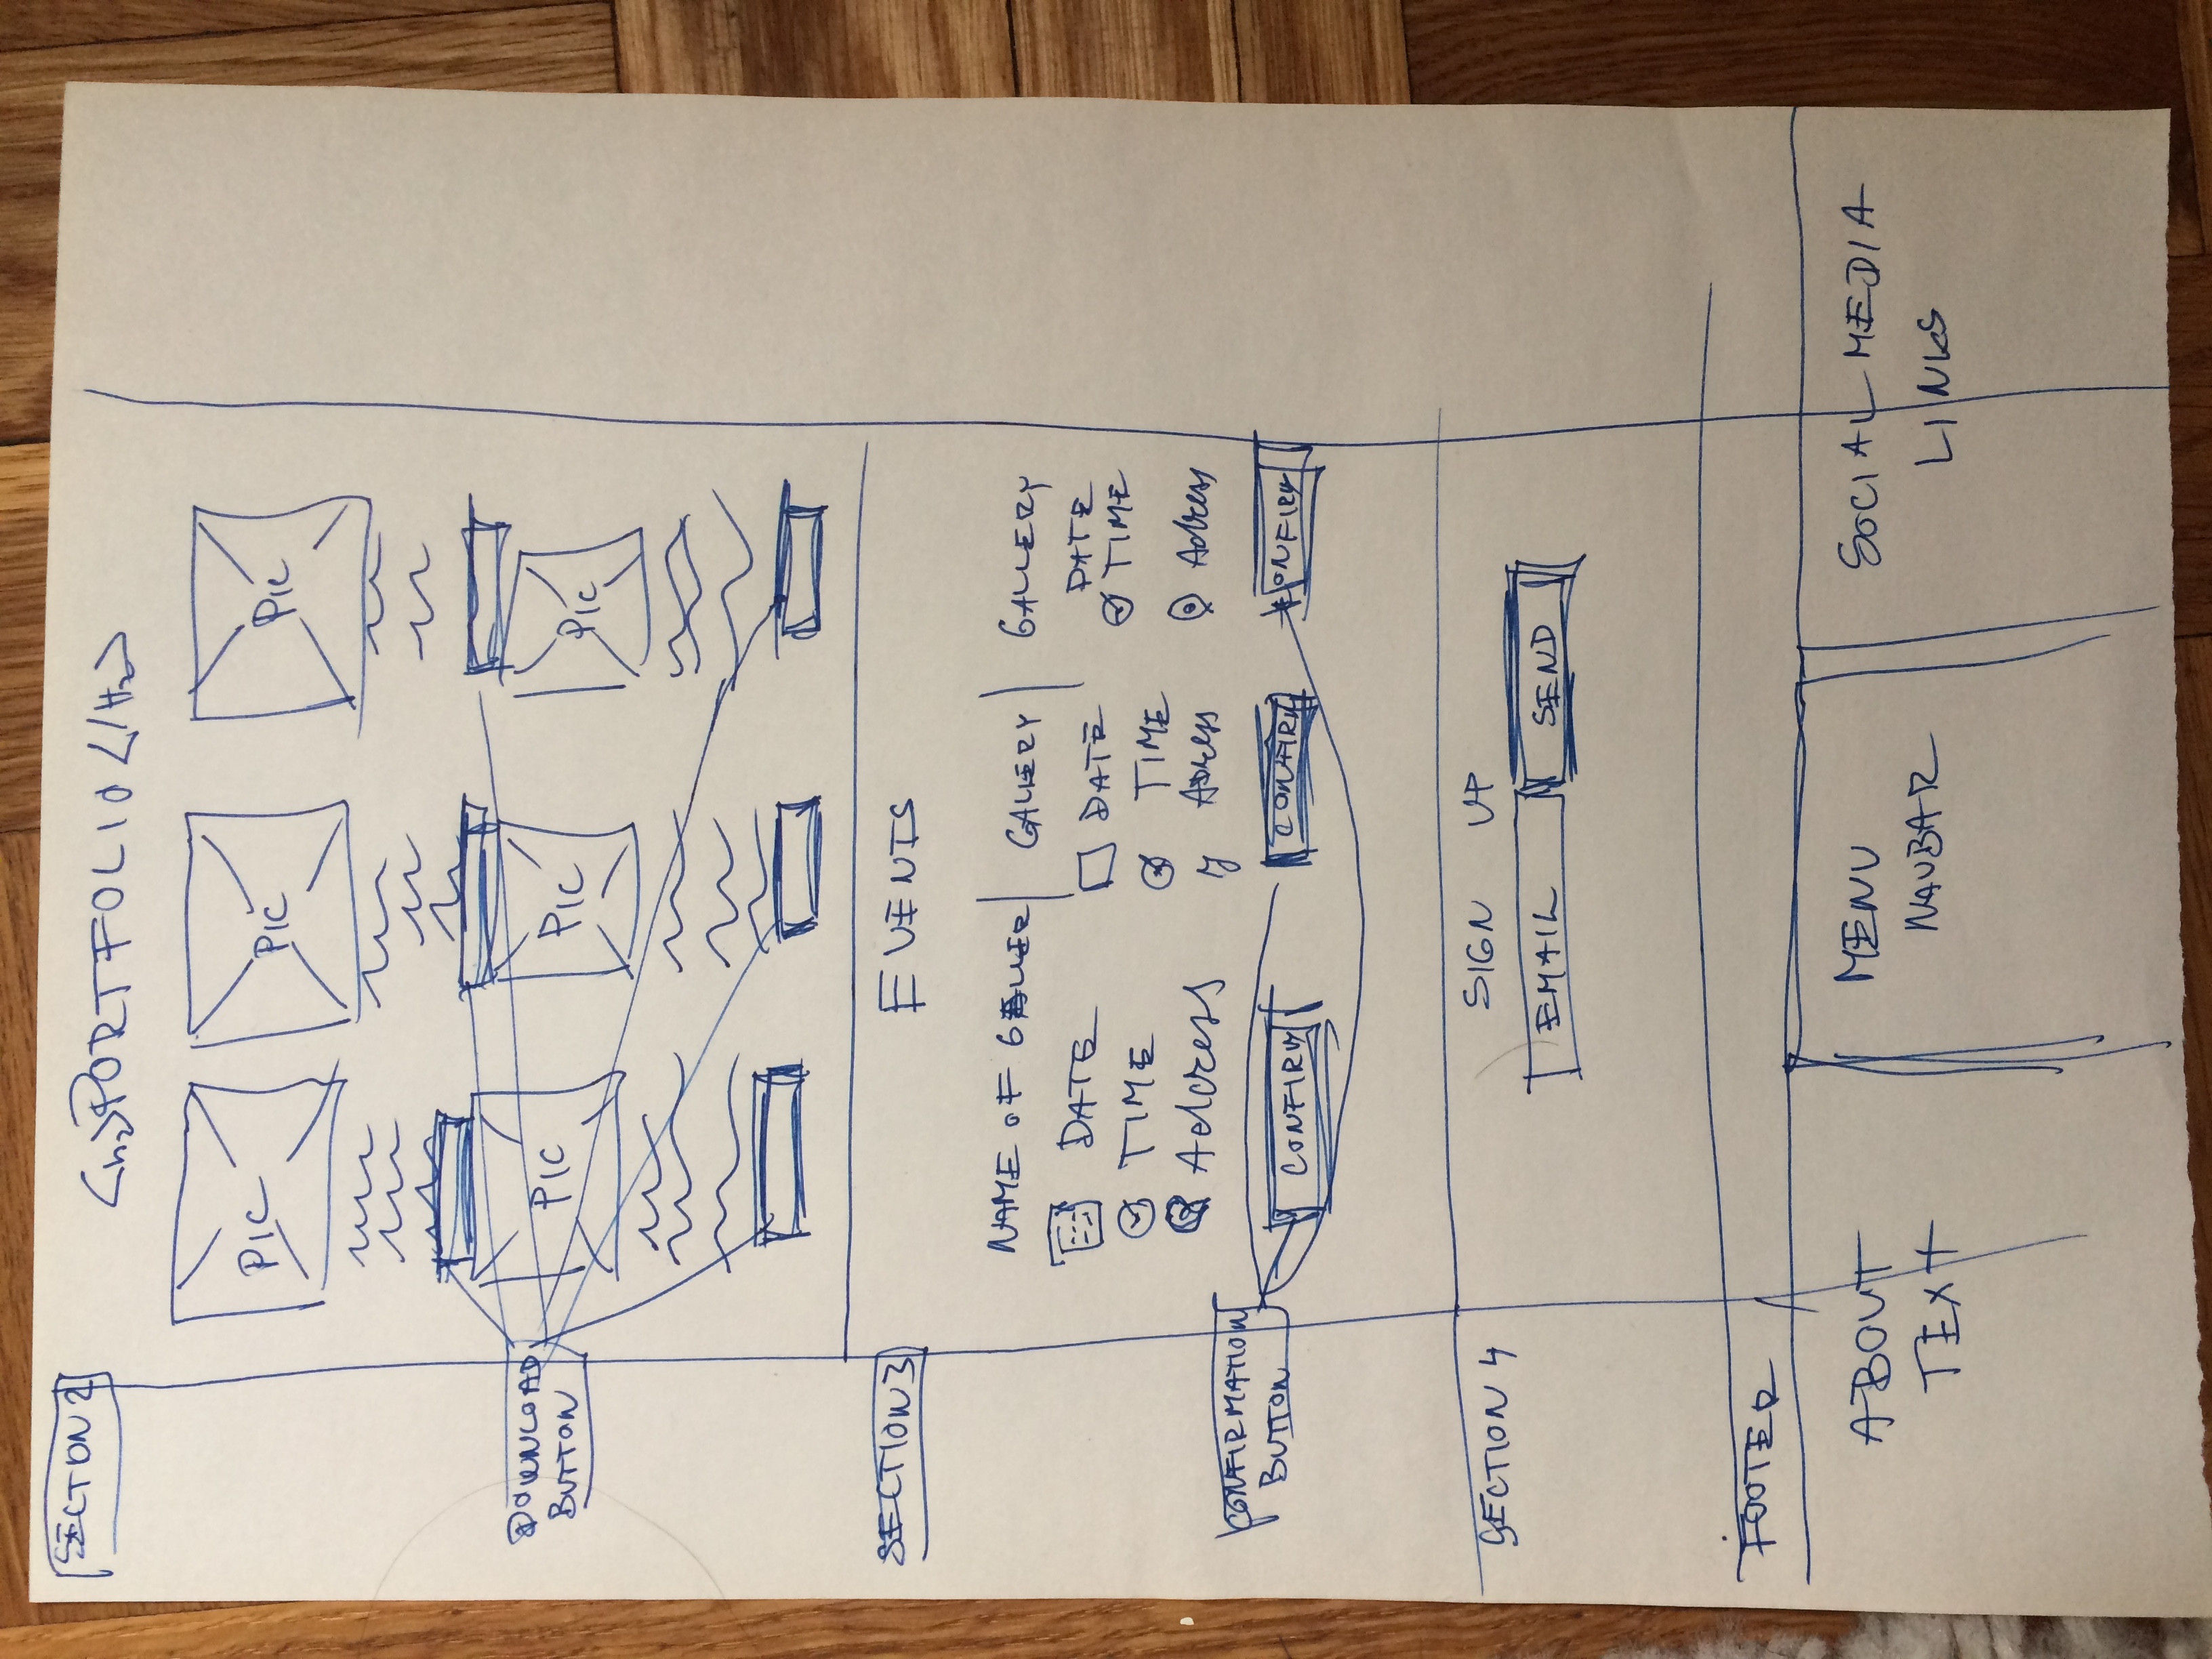 SECTION 2
<h2>PORTFOLIO</h2>
PIC PIC PIC
DOWNLOAD
BUTTON
PIC PIC PIC
SECTION 3
EVENTS
NAME OF GALLERY GALLERY GALLERY
DATE DATE DATE
TIME TIME TIME
Address Address Address
CONFIRMATION
BUTTON
CONFIRM CONFIRM CONFIRM
SECTION 4
SIGN UP
EMAIL SEND
FOOTER
ABOUT
TEXT
MENU
NAVBAR
SOCIAL MEDIA
LINKS